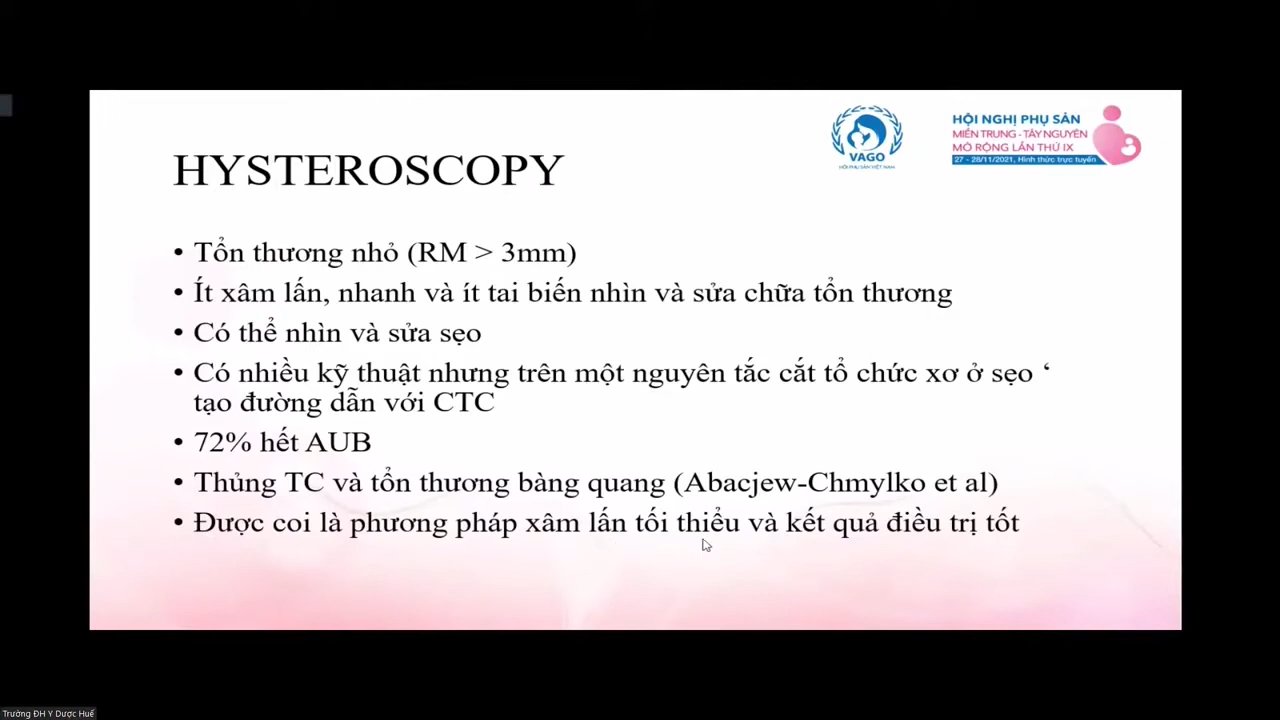 VAGO
HỘI PHỤ SẢN VIỆT NAM
HỘI NGHỊ PHỤ SẢN
MIỀN TRUNG - TÂY NGUYÊN
MỞ RỘNG LẦN THỨ IX
27 - 28/11/2021, Hình thức trực tuyến
HYSTEROSCOPY
• Tổn thương nhỏ (RM > 3mm)
• Ít xâm lấn, nhanh và ít tai biến nhìn và sửa chữa tổn thương
• Có thể nhìn và sửa sẹo
• Có nhiều kỹ thuật nhưng trên một nguyên tắc cắt tổ chức xơ ở sẹo ‘
tạo đường dẫn với CTC
• 72% hết AUB
• Thủng TC và tổn thương bàng quang (Abacjew-Chmylko et al)
• Được coi là phương pháp xâm lấn tối thiểu và kết quả điều trị tốt
Trường ĐH Y Dược Huế